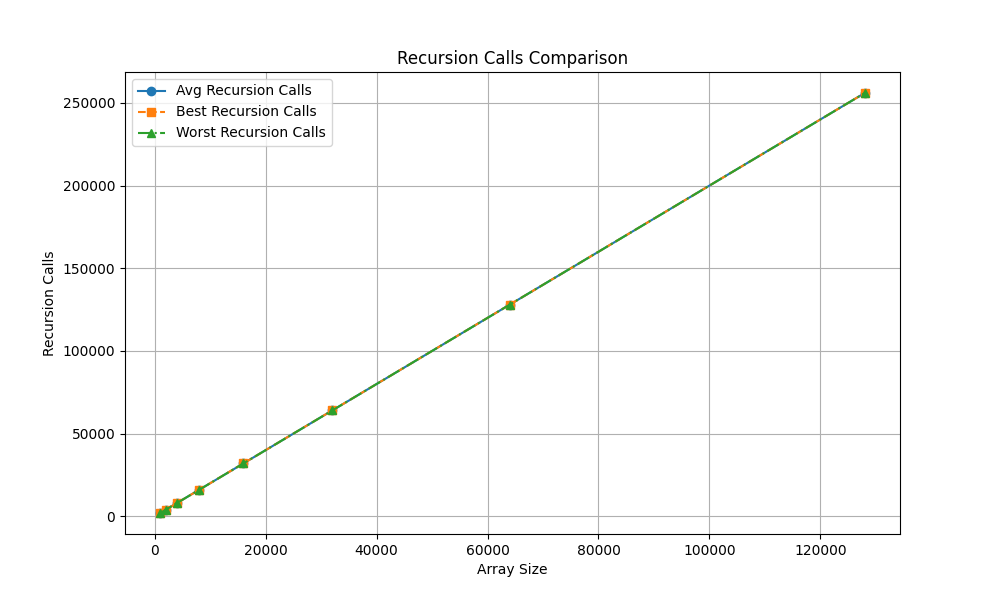 Recursion Calls Comparison
Avg Recursion Calls
Best Recursion Calls
Worst Recursion Calls
250000
200000
150000
100000
50000
0
Recursion Calls
0 20000 40000 60000 80000 100000 120000
Array Size